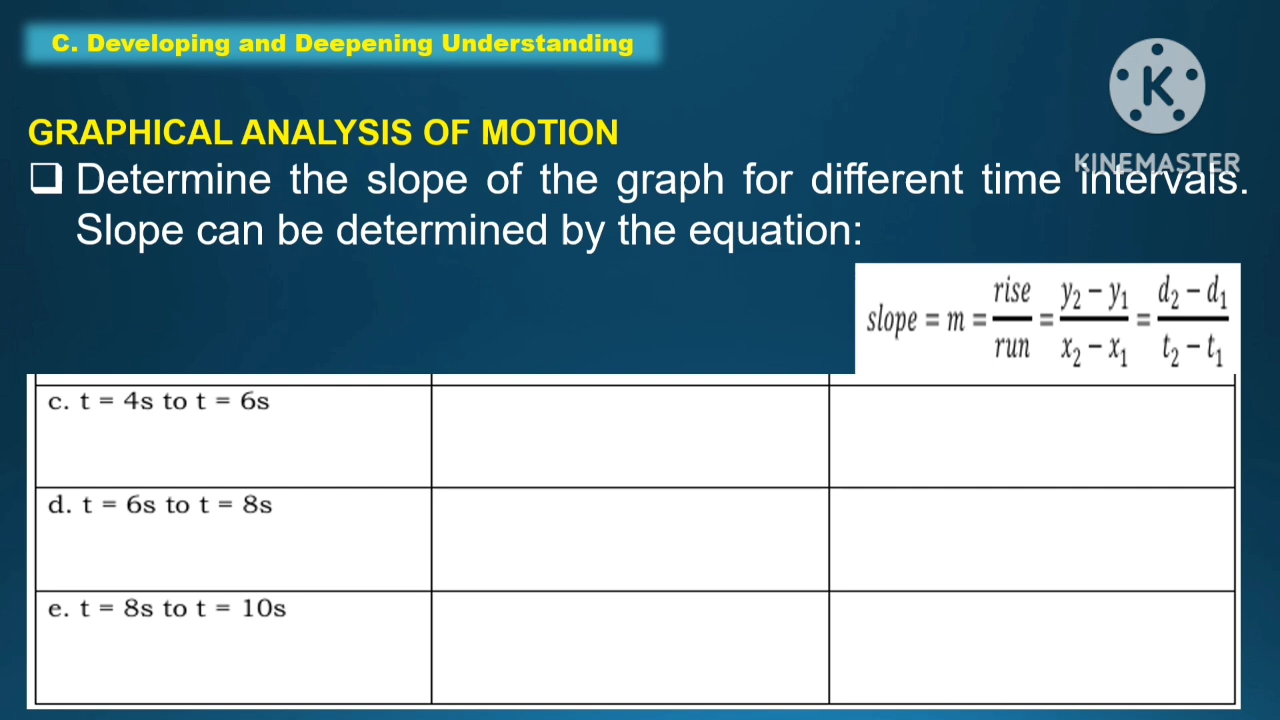 C. Developing and Deepening Understanding
K
KINEMASTER
GRAPHICAL ANALYSIS OF MOTION
❑ Determine the slope of the graph for different time intervals.
Slope can be determined by the equation:
slope = m = rise/run = y₂ − y₁/x₂ − x₁ = d₂ − d₁/t₂ − t₁
c. t = 4s to t = 6s
d. t = 6s to t = 8s
e. t = 8s to t = 10s